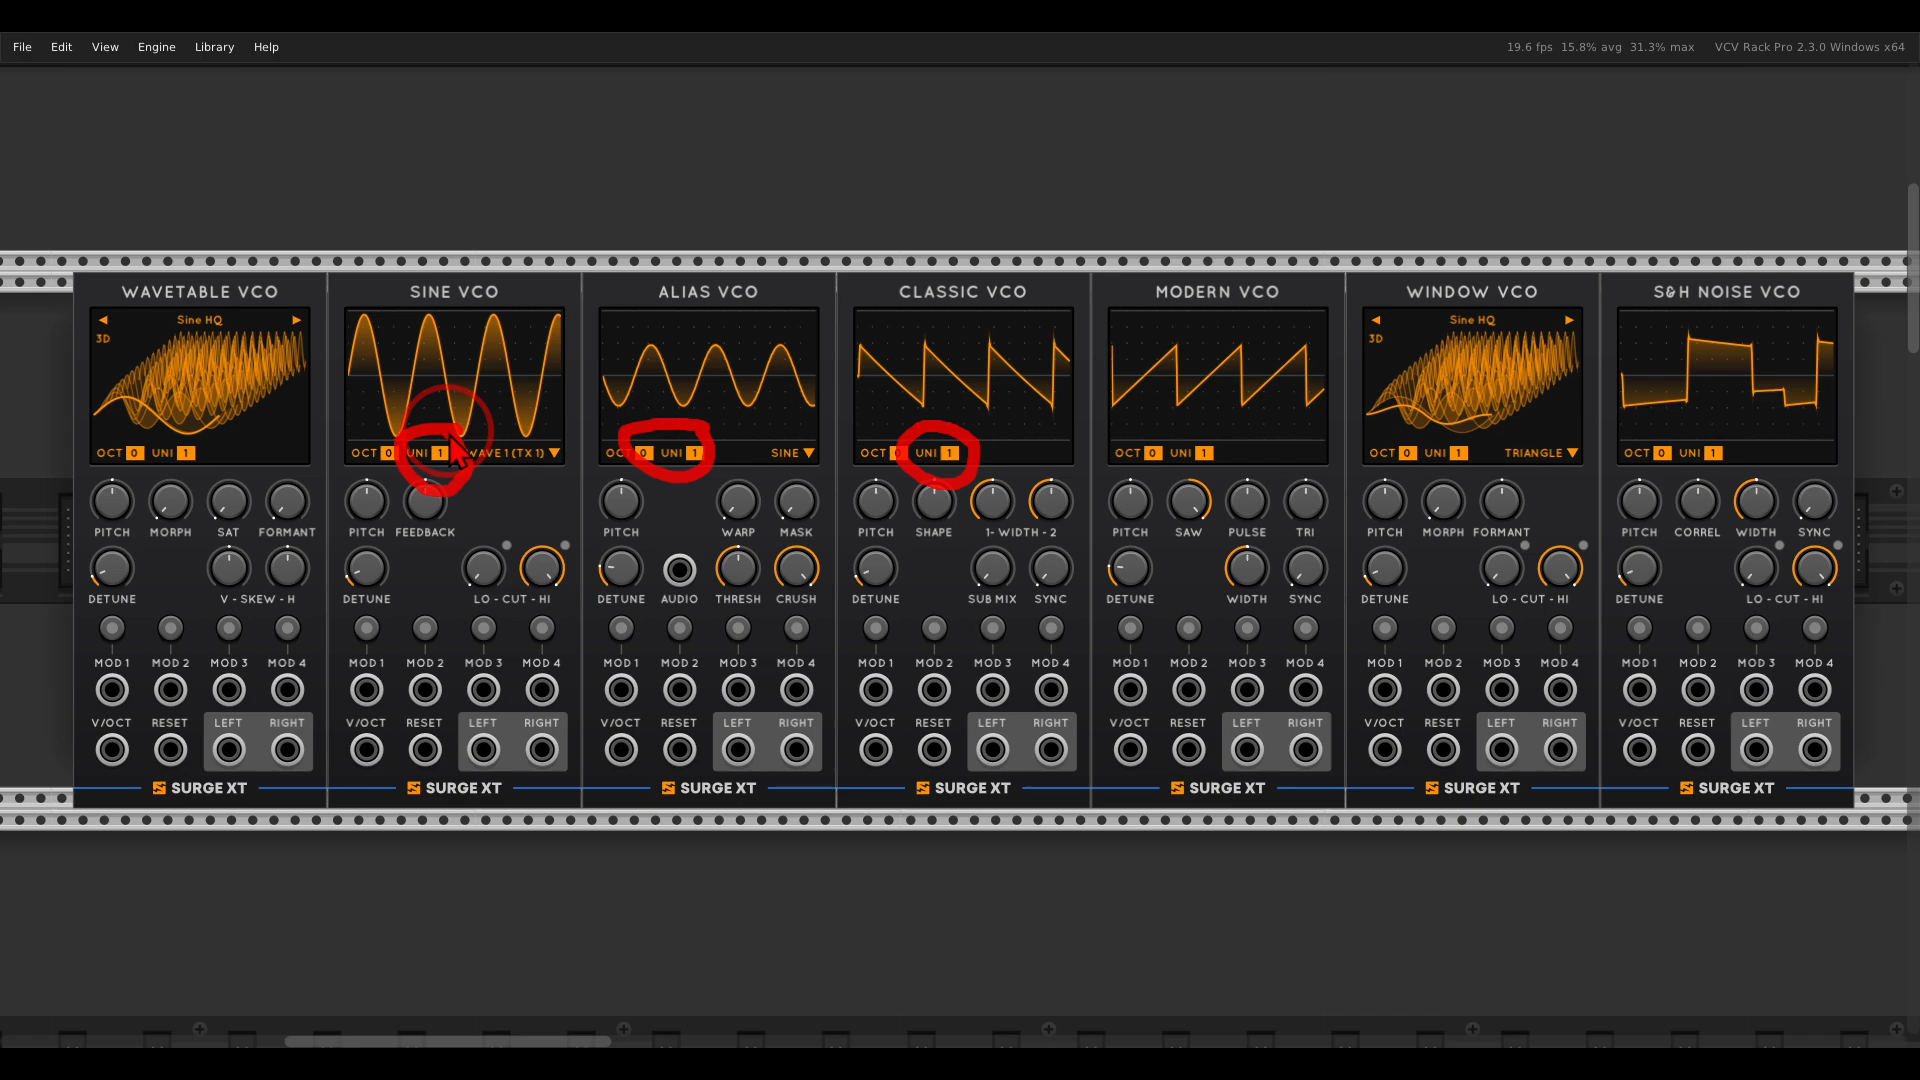 File Edit View Engine Library Help
19.6 fps 15.8% avg 31.3% max VCV Rack Pro 2.3.0 Windows x64
WAVETABLE VCO SINE VCO ALIAS VCO CLASSIC VCO MODERN VCO WINDOW VCO S&H NOISE VCO
Sine HQ Sine HQ
3D 3D
OCT 0 UNI 1 OCT 0 UNI 1 WAVE 1 (TX 1) OCT 0 UNI 1 SINE OCT 0 UNI 1 OCT 0 UNI 1 OCT 0 UNI 1 TRIANGLE OCT 0 UNI 1
PITCH MORPH SAT FORMANT PITCH FEEDBACK PITCH WARP MASK PITCH SHAPE 1- WIDTH - 2 PITCH SAW PULSE TRI PITCH MORPH FORMANT PITCH CORREL WIDTH SYNC
DETUNE V - SKEW - H DETUNE LO - CUT - HI DETUNE AUDIO THRESH CRUSH DETUNE SUB MIX SYNC DETUNE WIDTH SYNC DETUNE LO - CUT - HI DETUNE LO - CUT - HI
MOD 1 MOD 2 MOD 3 MOD 4 MOD 1 MOD 2 MOD 3 MOD 4 MOD 1 MOD 2 MOD 3 MOD 4 MOD 1 MOD 2 MOD 3 MOD 4 MOD 1 MOD 2 MOD 3 MOD 4 MOD 1 MOD 2 MOD 3 MOD 4 MOD 1 MOD 2 MOD 3 MOD 4
V/OCT RESET LEFT RIGHT V/OCT RESET LEFT RIGHT V/OCT RESET LEFT RIGHT V/OCT RESET LEFT RIGHT V/OCT RESET LEFT RIGHT V/OCT RESET LEFT RIGHT V/OCT RESET LEFT RIGHT
SURGE XT SURGE XT SURGE XT SURGE XT SURGE XT SURGE XT SURGE XT